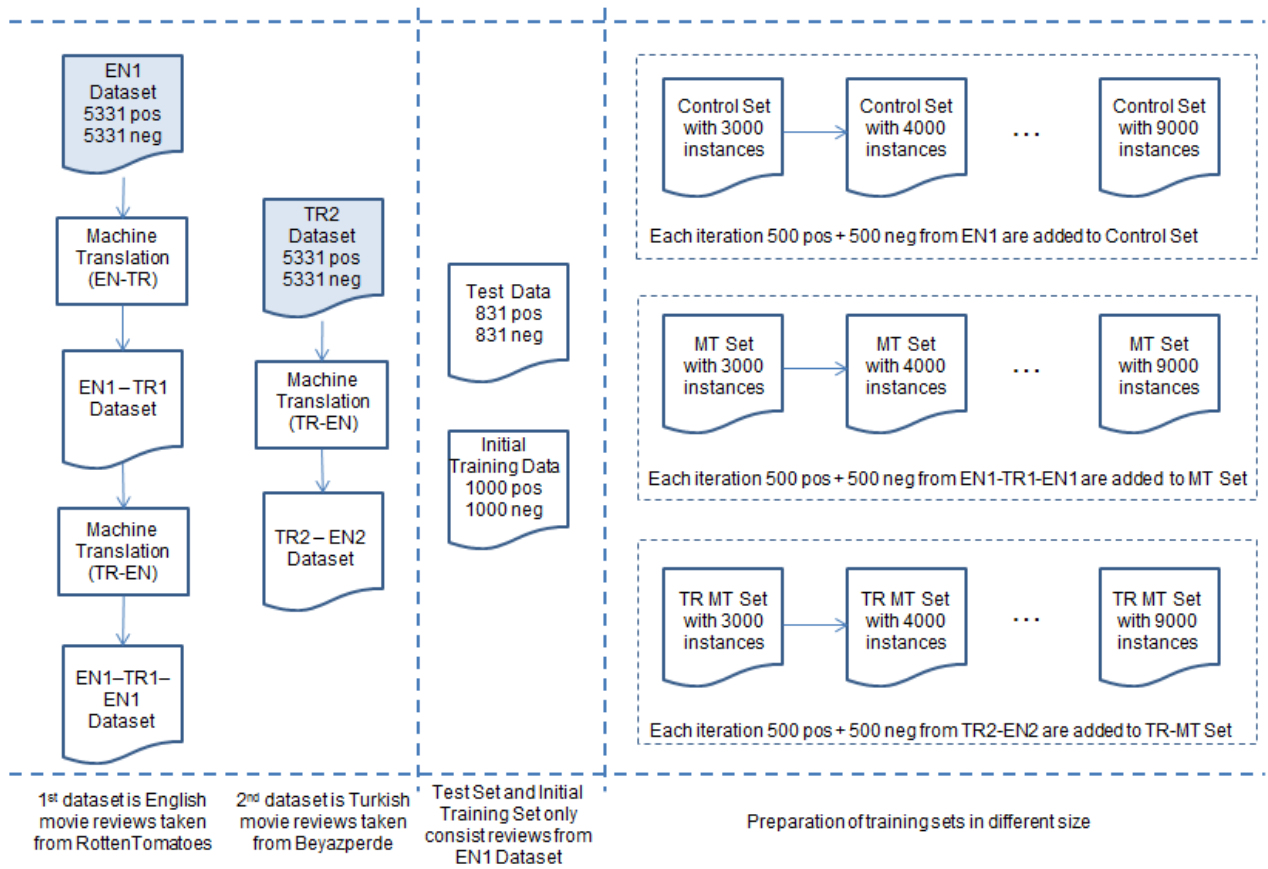 EN1
Dataset
5331 pos
5331 neg
Machine
Translation
(EN-TR)
EN1 – TR1
Dataset
Machine
Translation
(TR-EN)
EN1–TR1–
EN1
Dataset
1st dataset is English
movie reviews taken
from RottenTomatoes
TR2
Dataset
5331 pos
5331 neg
Machine
Translation
(TR-EN)
TR2 – EN2
Dataset
2nd dataset is Turkish
movie reviews taken
from Beyazperde
Test Data
831 pos
831 neg
Initial
Training Data
1000 pos
1000 neg
Test Set and Initial
Training Set only
consist reviews from
EN1 Dataset
Control Set
with 3000
instances
Control Set
with 4000
instances
...
Control Set
with 9000
instances
Each iteration 500 pos + 500 neg from EN1 are added to Control Set
MT Set
with 3000
instances
MT Set
with 4000
instances
...
MT Set
with 9000
instances
Each iteration 500 pos + 500 neg from EN1-TR1-EN1 are added to MT Set
TR MT Set
with 3000
instances
TR MT Set
with 4000
instances
...
TR MT Set
with 9000
instances
Each iteration 500 pos + 500 neg from TR2-EN2 are added to TR-MT Set
Preparation of training sets in different size